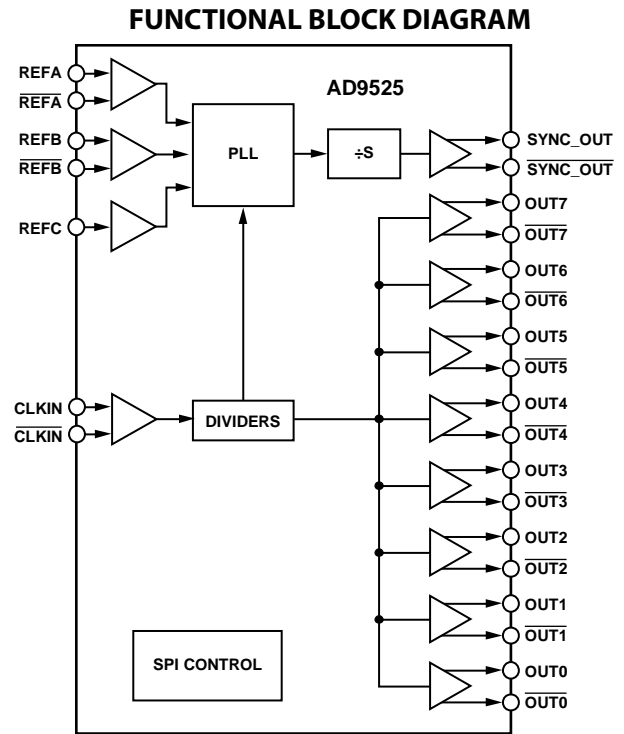 FUNCTIONAL BLOCK DIAGRAM
AD9525
REFA
REFA
REFB
REFB
REFC
PLL
÷S
SYNC_OUT
SYNC_OUT
OUT7
OUT7
OUT6
OUT6
OUT5
OUT5
CLKIN
CLKIN
DIVIDERS
OUT4
OUT4
OUT3
OUT3
OUT2
OUT2
OUT1
OUT1
SPI CONTROL
OUT0
OUT0